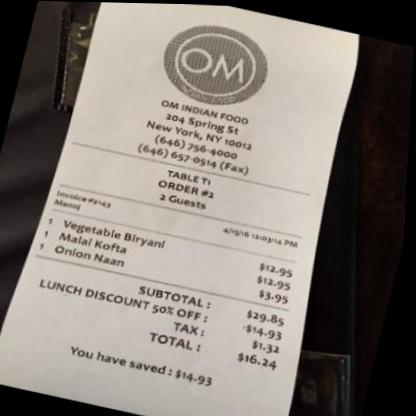 OM
OM INDIAN FOOD
204 Spring St
New York, NY 10012
(646) 756-4000
(646) 657-0514 (Fax)
TABLE T1
ORDER #2
2 Guests
Invoice#2143 4/15/16 12:03:14 PM
Manoj
1 Vegetable Biryani $12.95
1 Malai Kofta $12.95
1 Onion Naan $3.95
SUBTOTAL : $29.85
LUNCH DISCOUNT 50% OFF : -$14.93
TAX : $1.32
TOTAL : $16.24
You have saved : $14.93